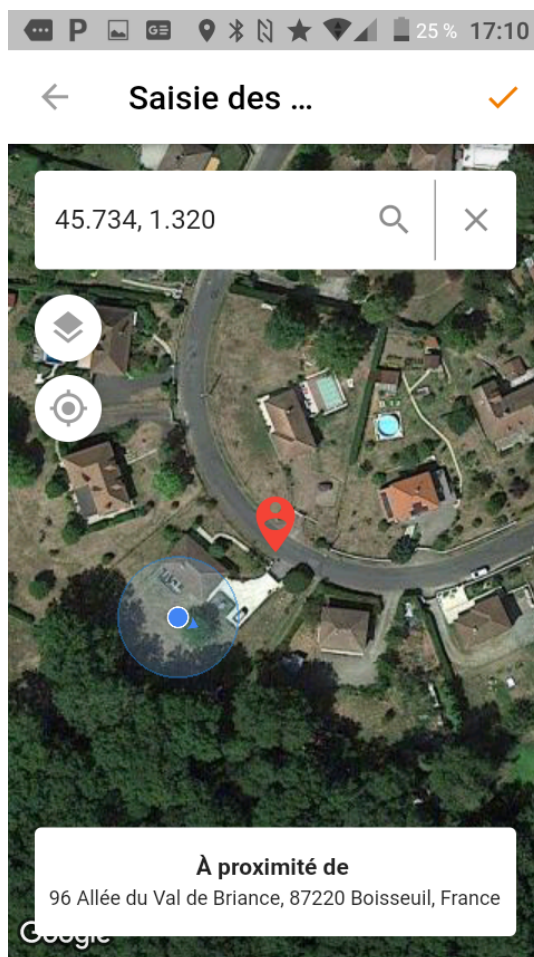 P GE 25 % 17:10
Saisie des ...
45.734, 1.320
À proximité de
96 Allée du Val de Briance, 87220 Boisseuil, France
Google